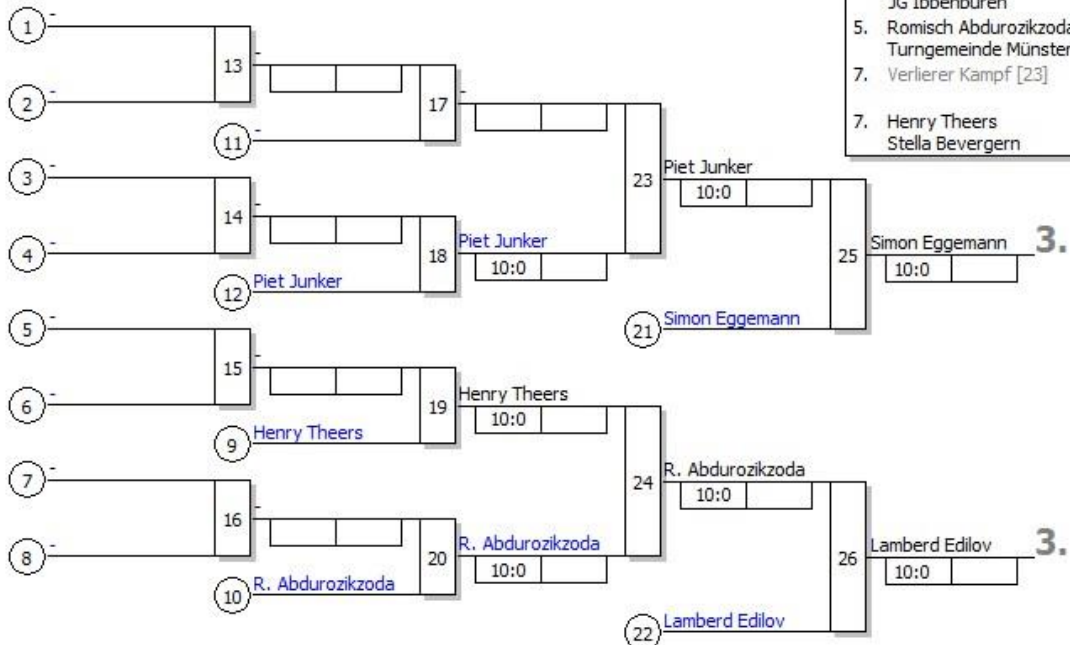 JG Ibbenbüren
5. Romisch Abdurozikzoda
Turngemeinde Münster
7. Verlierer Kampf [23]
7. Henry Theers
Stella Bevergern
1 -
13 -
2 -
17 -
11 -
3 -
23 Piet Junker
10:0
14 -
4 -
18 Piet Junker
10:0
12 Piet Junker
25 Simon Eggemann 3.
10:0
5 -
21 Simon Eggemann
15 -
6 -
19 Henry Theers
10:0
9 Henry Theers
7 -
24 R. Abdurozikzoda
10:0
16 -
8 -
20 R. Abdurozikzoda
10:0
10 R. Abdurozikzoda
26 Lamberd Edilov 3.
10:0
22 Lamberd Edilov